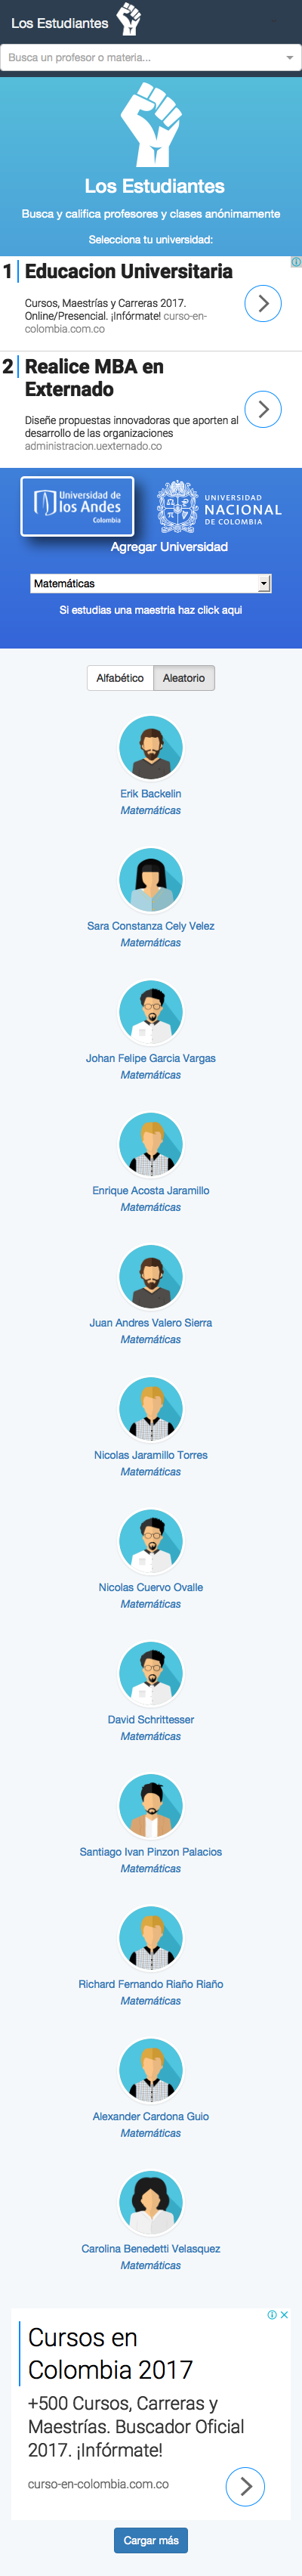 Los Estudiantes
Busca un profesor o materia...
Los Estudiantes
Busca y califica profesores y clases anónimamente
Selecciona tu universidad:
1 Educacion Universitaria
Cursos, Maestrías y Carreras 2017.
Online/Presencial. ¡Infórmate! curso-en-
colombia.com.co
2 Realice MBA en
Externado
Diseñe propuestas innovadoras que aporten al
desarrollo de las organizaciones
administracion.uexternado.co
Universidad de
los Andes
Colombia
UNIVERSIDAD
NACIONAL
DE COLOMBIA
Agregar Universidad
Matemáticas
Si estudias una maestria haz click aqui
Alfabético Aleatorio
Erik Backelin
Matemáticas
Sara Constanza Cely Velez
Matemáticas
Johan Felipe Garcia Vargas
Matemáticas
Enrique Acosta Jaramillo
Matemáticas
Juan Andres Valero Sierra
Matemáticas
Nicolas Jaramillo Torres
Matemáticas
Nicolas Cuervo Ovalle
Matemáticas
David Schrittesser
Matemáticas
Santiago Ivan Pinzon Palacios
Matemáticas
Richard Fernando Riaño Riaño
Matemáticas
Alexander Cardona Guio
Matemáticas
Carolina Benedetti Velasquez
Matemáticas
Cursos en
Colombia 2017
+500 Cursos, Carreras y
Maestrías. Buscador Oficial
2017. ¡Infórmate!
curso-en-colombia.com.co
Cargar más